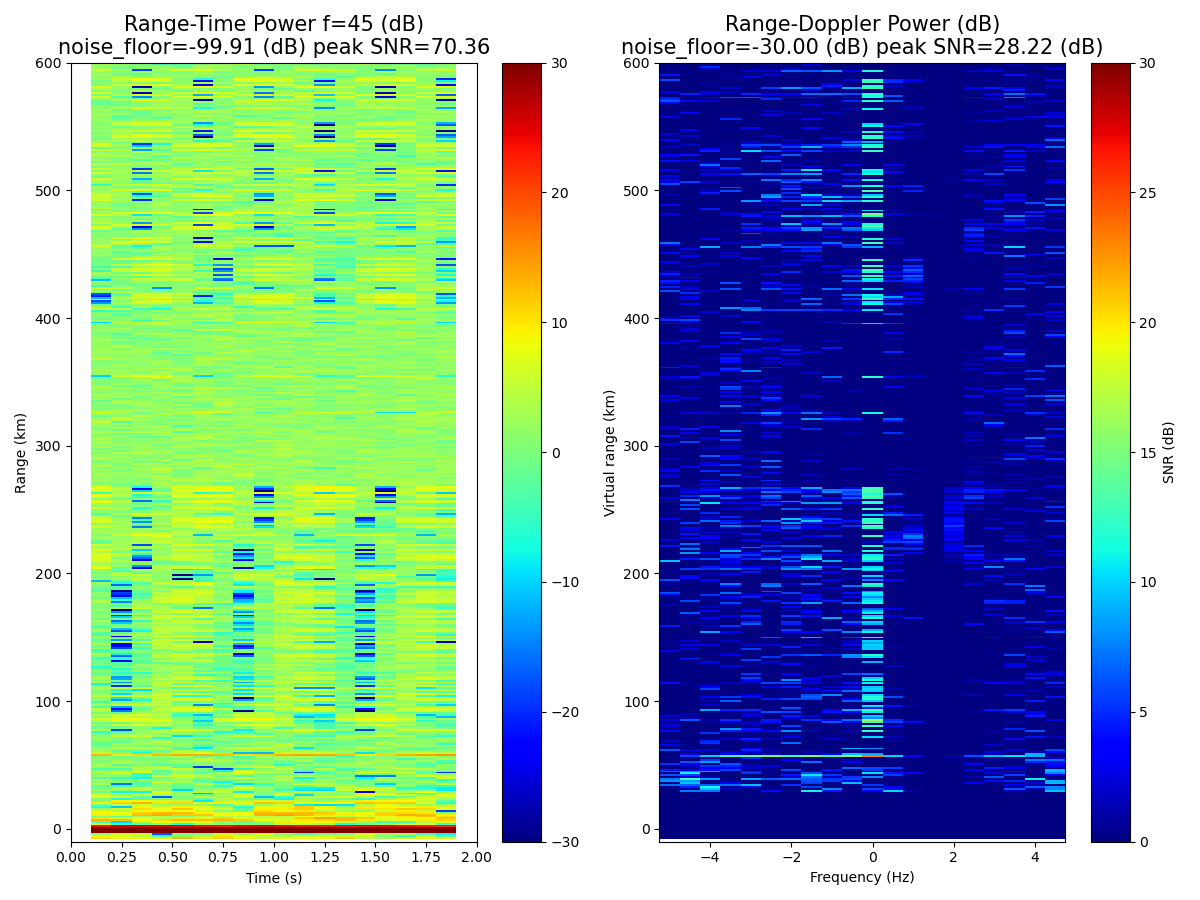 Range-Time Power f=45 (dB)
noise_floor=-99.91 (dB) peak SNR=70.36
Range (km)
600
500
400
300
200
100
0
0.00 0.25 0.50 0.75 1.00 1.25 1.50 1.75 2.00
Time (s)
30
20
10
0
−10
−20
−30
Range-Doppler Power (dB)
noise_floor=-30.00 (dB) peak SNR=28.22 (dB)
Virtual range (km)
600
500
400
300
200
100
0
−4 −2 0 2 4
Frequency (Hz)
30
25
20
15
10
5
0
SNR (dB)